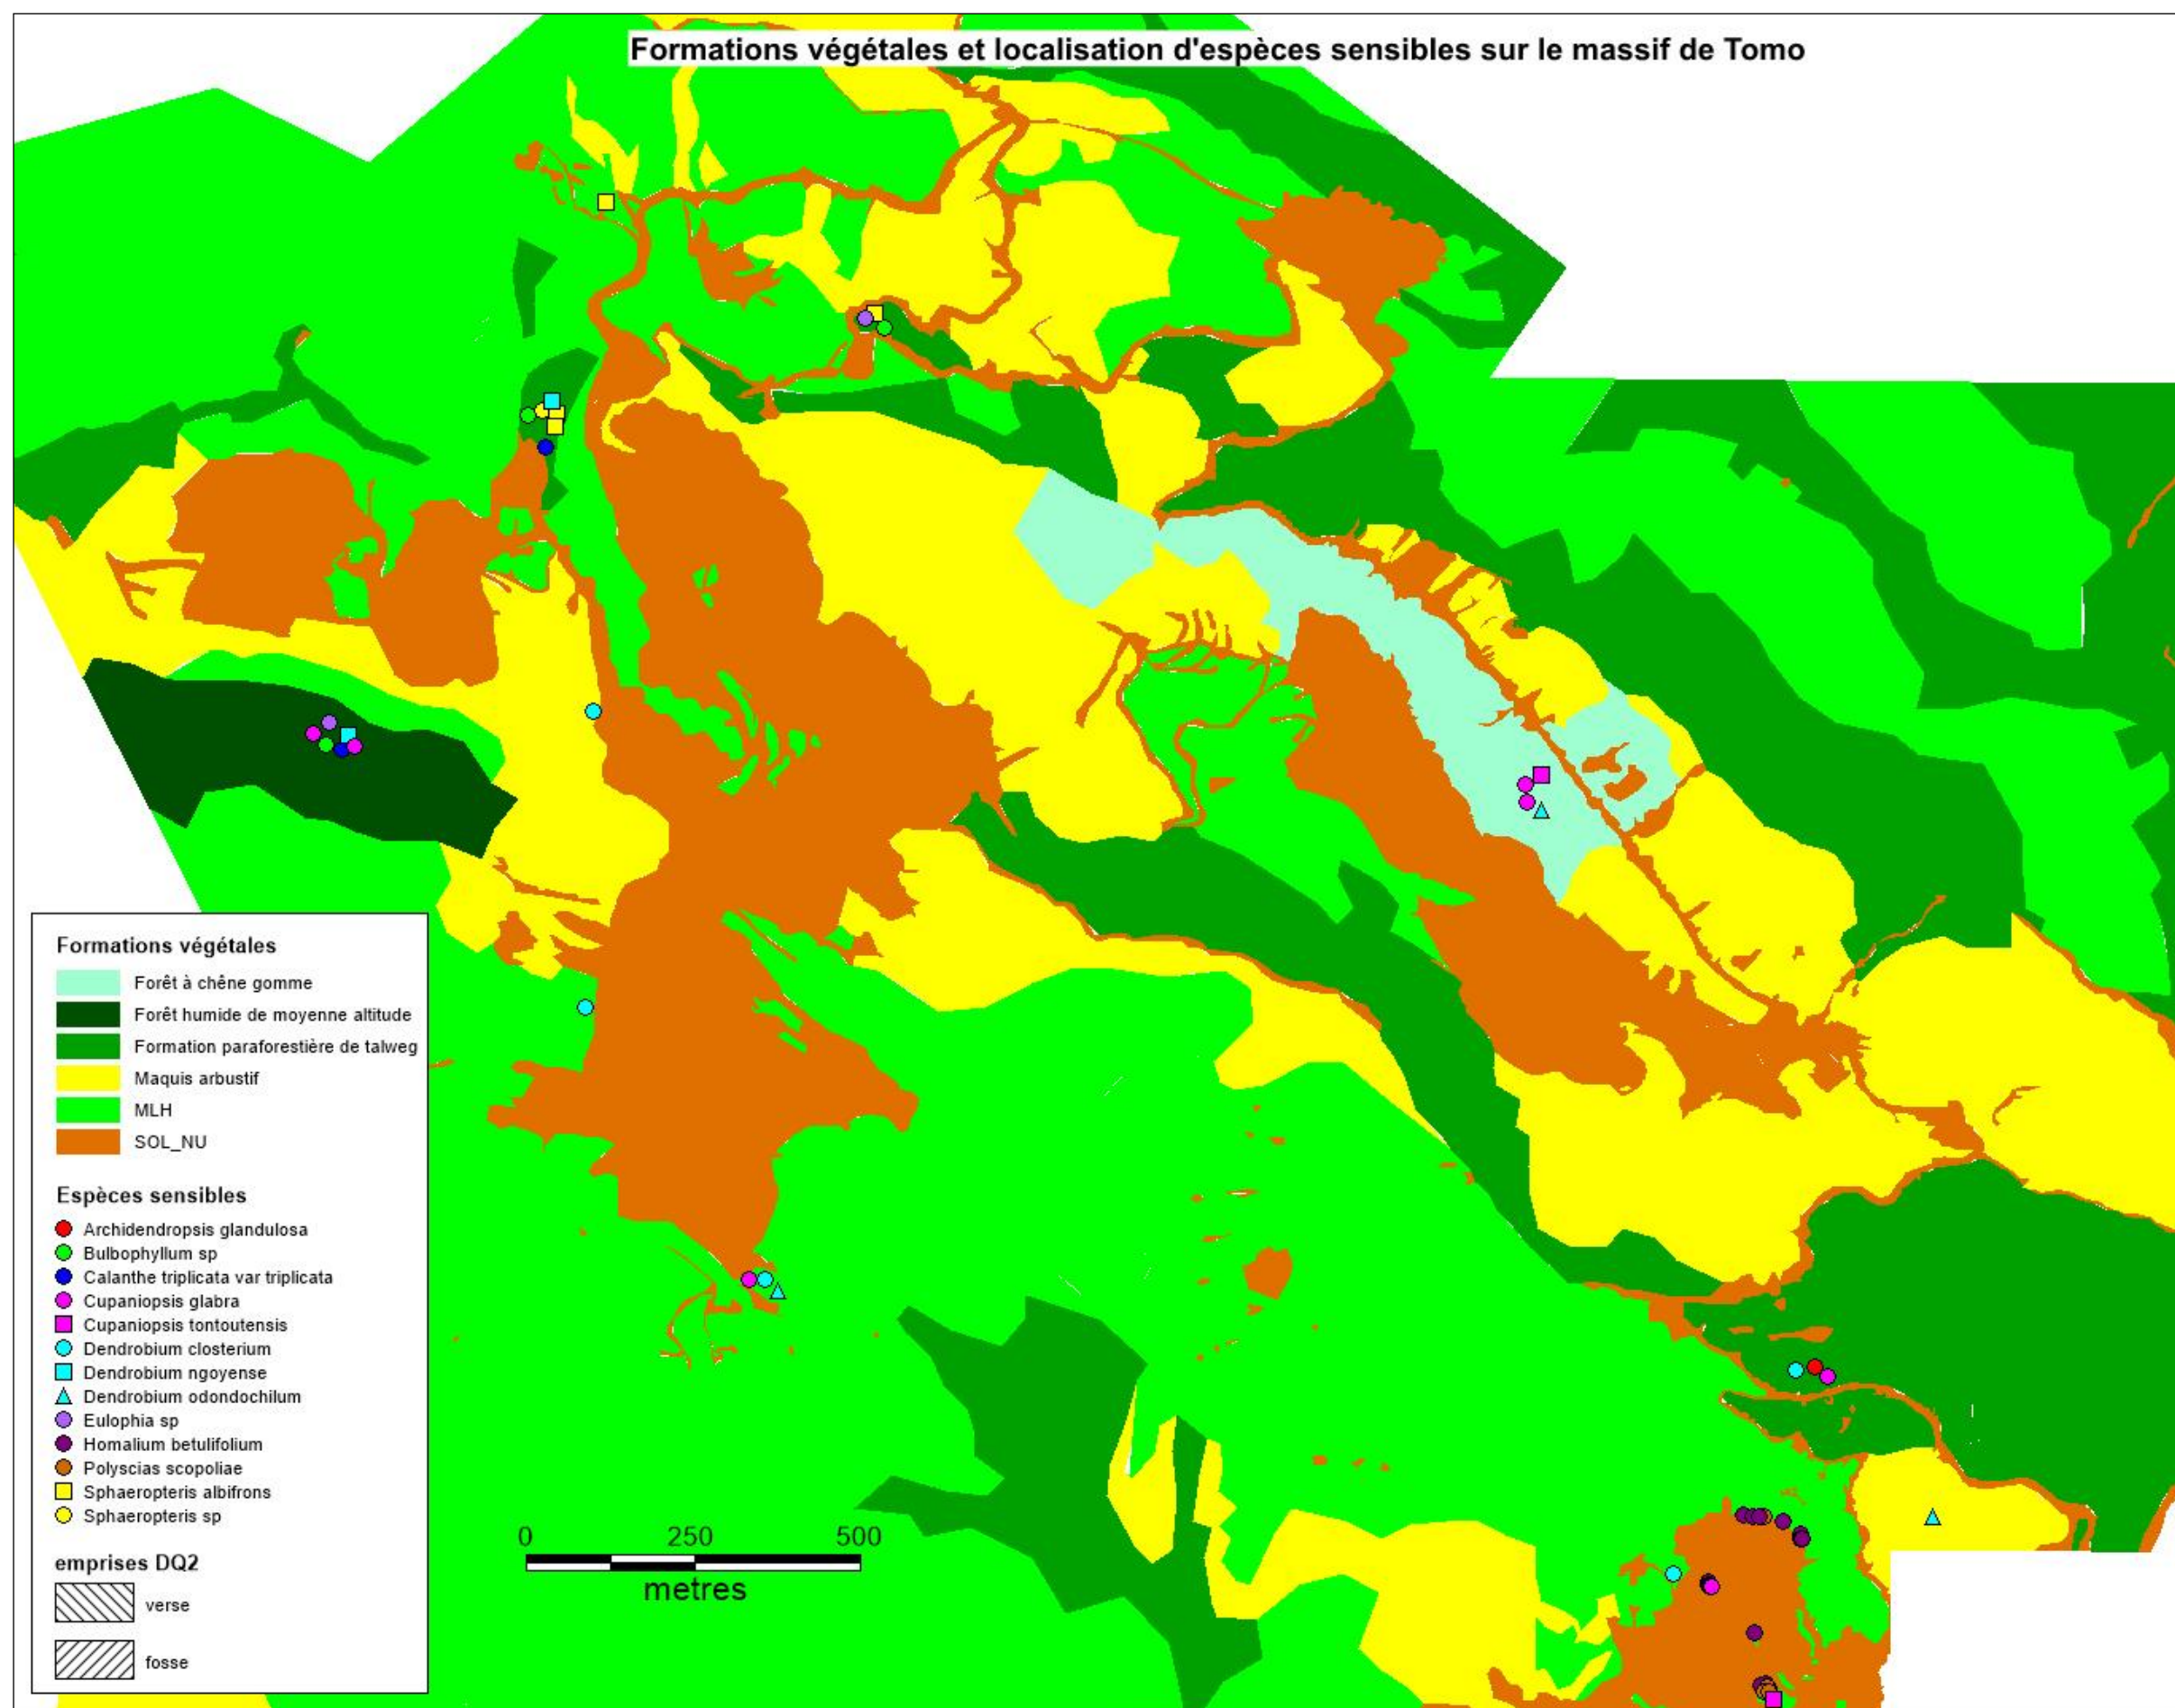 Formations végétales et localisation d'espèces sensibles sur le massif de Tomo
Formations végétales
Forêt à chêne gomme
Forêt humide de moyenne altitude
Formation paraforestière de talweg
Maquis arbustif
MLH
SOL_NU
Espèces sensibles
Archidendropsis glandulosa
Bulbophyllum sp
Calanthe triplicata var triplicata
Cupaniopsis glabra
Cupaniopsis tontoutensis
Dendrobium closterium
Dendrobium ngoyense
Dendrobium odondochilum
Eulophia sp
Homalium betulifolium
Polyscias scopoliae
Sphaeropteris albifrons
Sphaeropteris sp
emprises DQ2
verse
fosse
0 250 500
metres